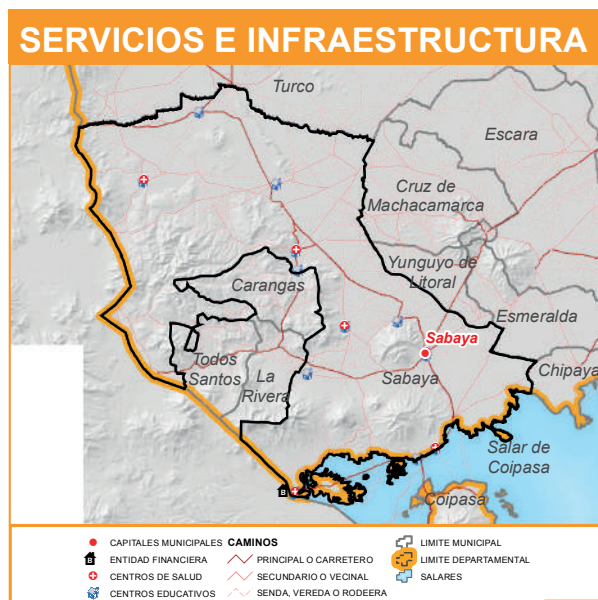 SERVICIOS E INFRAESTRUCTURA
Turco
Escara
Cruz de
Machacamarca
Yunguyo de
Litoral
Carangas
Esmeralda
Sabaya
Todos
Santos
La
Rivera
Sabaya
Chipaya
Salar de
Coipasa
Coipasa
B
CAPITALES MUNICIPALES
ENTIDAD FINANCIERA
CENTROS DE SALUD
CENTROS EDUCATIVOS
CAMINOS
PRINCIPAL O CARRETERO
SECUNDARIO O VECINAL
SENDA, VEREDA O RODEERA
LIMITE MUNICIPAL
LIMITE DEPARTAMENTAL
SALARES